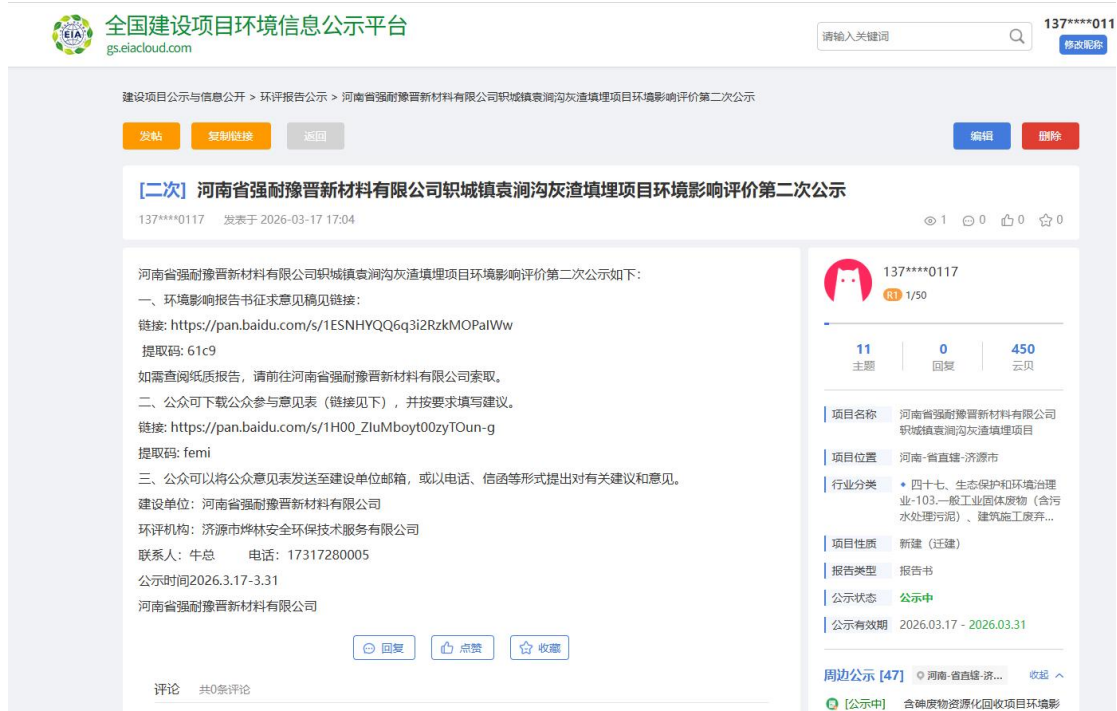 EIA
全国建设项目环境信息公示平台
gs.eiacloud.com
请输入关键词
137****011
修改昵称
建设项目公示与信息公开 > 环评报告公示 > 河南省强耐豫晋新材料有限公司轵城镇袁涧沟灰渣填埋项目环境影响评价第二次公示
发帖
复制链接
返回
编辑
删除
[二次] 河南省强耐豫晋新材料有限公司轵城镇袁涧沟灰渣填埋项目环境影响评价第二次公示
137****0117 发表于 2026-03-17 17:04
1 0 0 0
河南省强耐豫晋新材料有限公司轵城镇袁涧沟灰渣填埋项目环境影响评价第二次公示如下：
一、环境影响报告书征求意见稿见链接：
链接: https://pan.baidu.com/s/1ESNHYQQ6q3i2RzkMOPaIWw
提取码: 61c9
如需查阅纸质报告，请前往河南省强耐豫晋新材料有限公司索取。
二、公众可下载公众参与意见表（链接见下），并按要求填写建议。
链接: https://pan.baidu.com/s/1H00_ZIuMboyt00zyTOun-g
提取码: femi
三、公众可以将公众意见表发送至建设单位邮箱，或以电话、信函等形式提出对有关建议和意见。
建设单位：河南省强耐豫晋新材料有限公司
环评机构：济源市烨林安全环保技术服务有限公司
联系人：牛总 电话：17317280005
公示时间2026.3.17-3.31
河南省强耐豫晋新材料有限公司
回复
点赞
收藏
评论 共0条评论
137****0117
R1 1/50
11 0 450
主题 回复 云贝
项目名称 河南省强耐豫晋新材料有限公司
轵城镇袁涧沟灰渣填埋项目
项目位置 河南-省直辖-济源市
行业分类 四十七、生态保护和环境治理
业-103.一般工业固体废物（含污
水处理污泥）、建筑施工废弃...
项目性质 新建（迁建）
报告类型 报告书
公示状态 公示中
公示有效期 2026.03.17 - 2026.03.31
周边公示 [47] 河南-省直辖-济... 收起
[公示中] 含砷废物资源化回收项目环境影